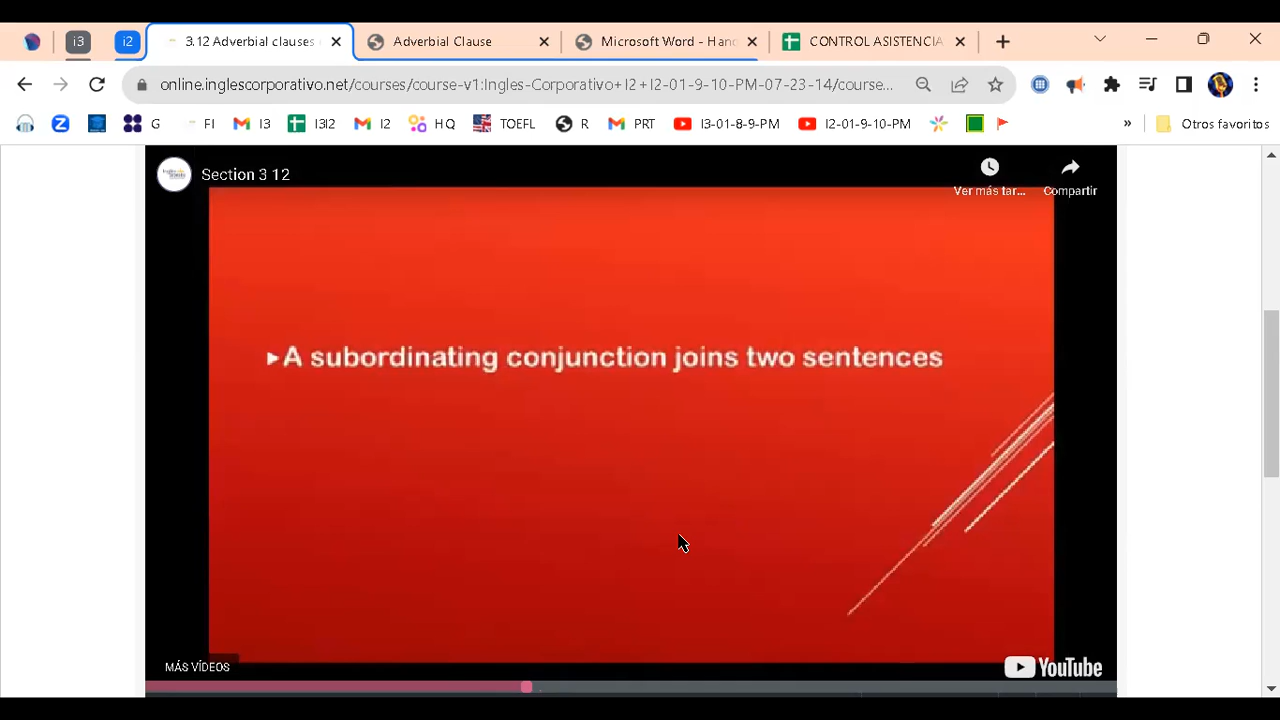 i3
i2
3.12 Adverbial clauses
Adverbial Clause
Microsoft Word - Hand
CONTROL ASISTENCIA
online.inglescorporativo.net/courses/course-v1:Ingles-Corporativo+I2+I2-01-9-10-PM-07-23-14/course...
G
FI
I3
I3I2
I2
HQ
TOEFL
R
PRT
I3-01-8-9-PM
I2-01-9-10-PM
»
Otros favoritos
Section 3 12
Ver más tar...
Compartir
A subordinating conjunction joins two sentences
MÁS VÍDEOS
YouTube